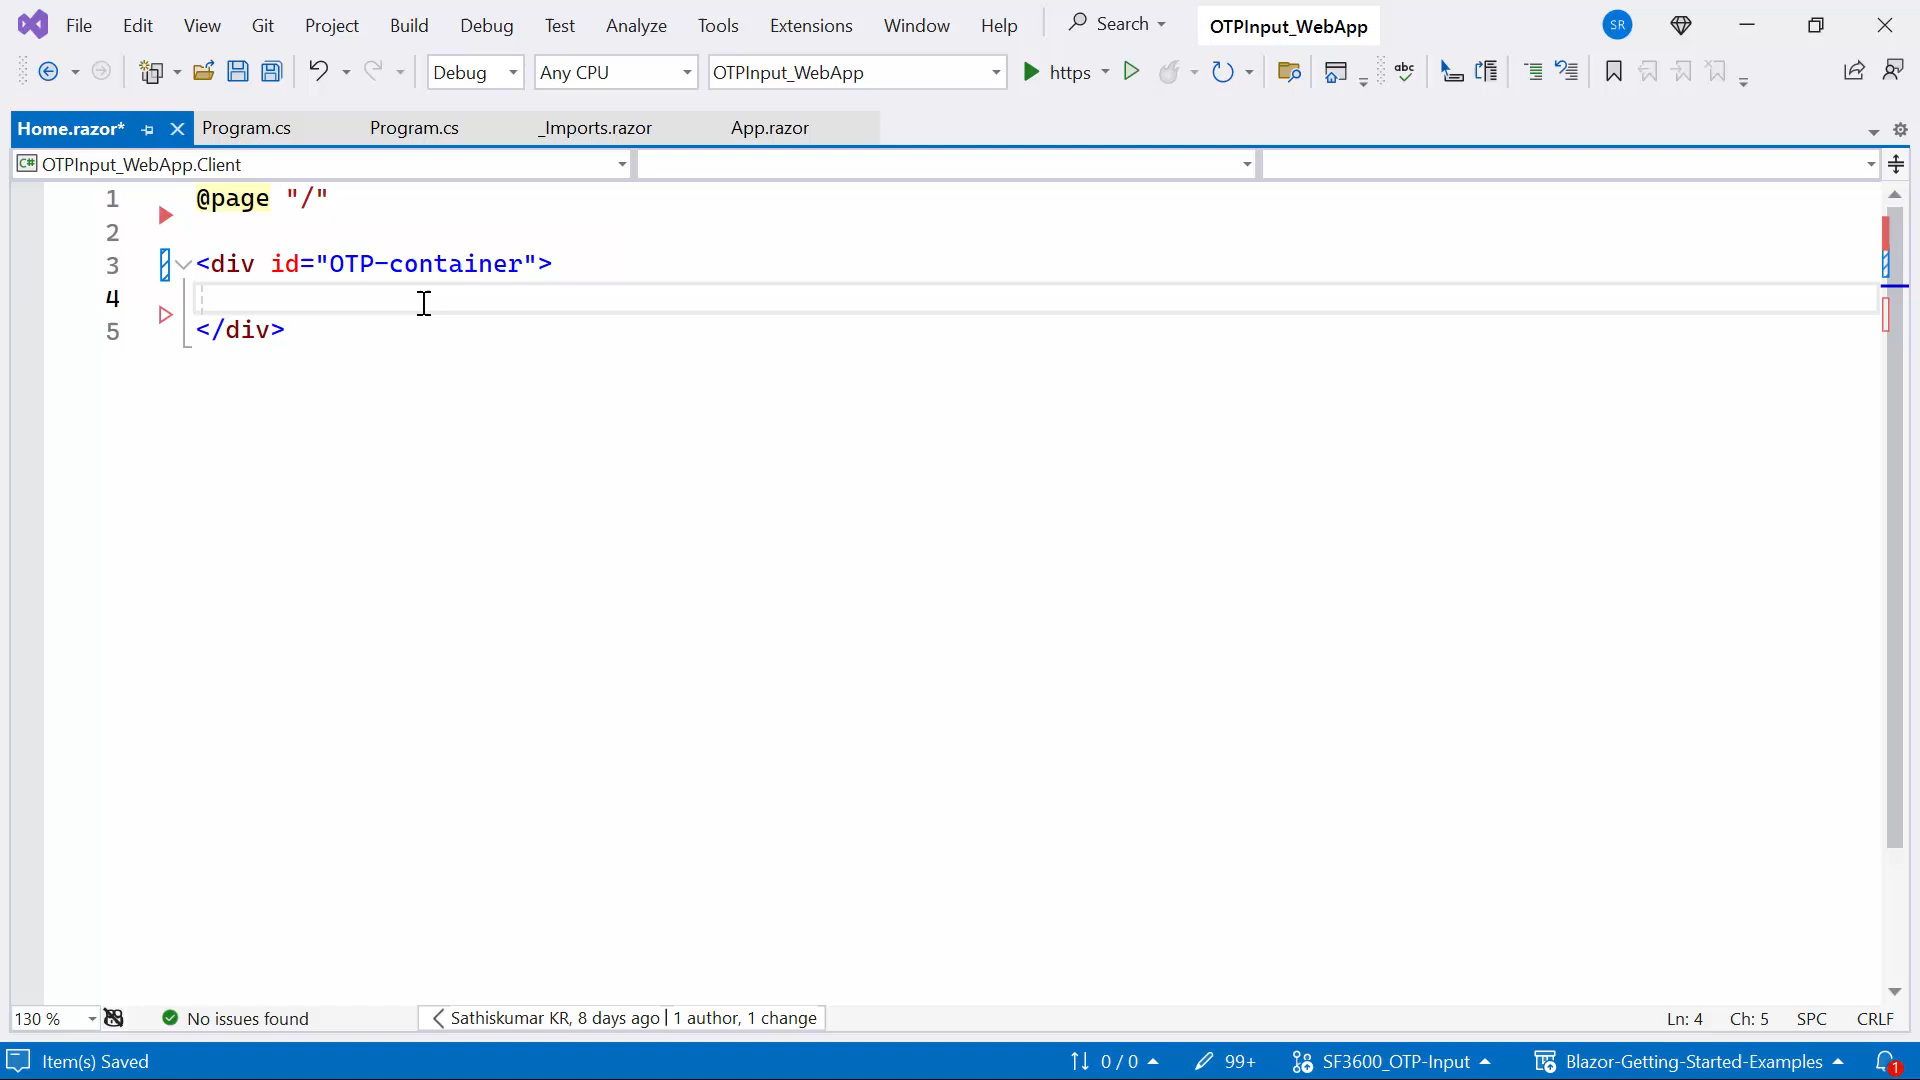 File Edit View Git Project Build Debug Test Analyze Tools Extensions Window Help Search OTPInput_WebApp SR
Debug Any CPU OTPInput_WebApp https abc
Home.razor* Program.cs Program.cs _Imports.razor App.razor
C# OTPInput_WebApp.Client
1 @page "/"
2
3 <div id="OTP-container">
4
5 </div>
130 % No issues found Sathiskumar KR, 8 days ago | 1 author, 1 change Ln: 4 Ch: 5 SPC CRLF
Item(s) Saved 0 / 0 99+ SF3600_OTP-Input Blazor-Getting-Started-Examples 1